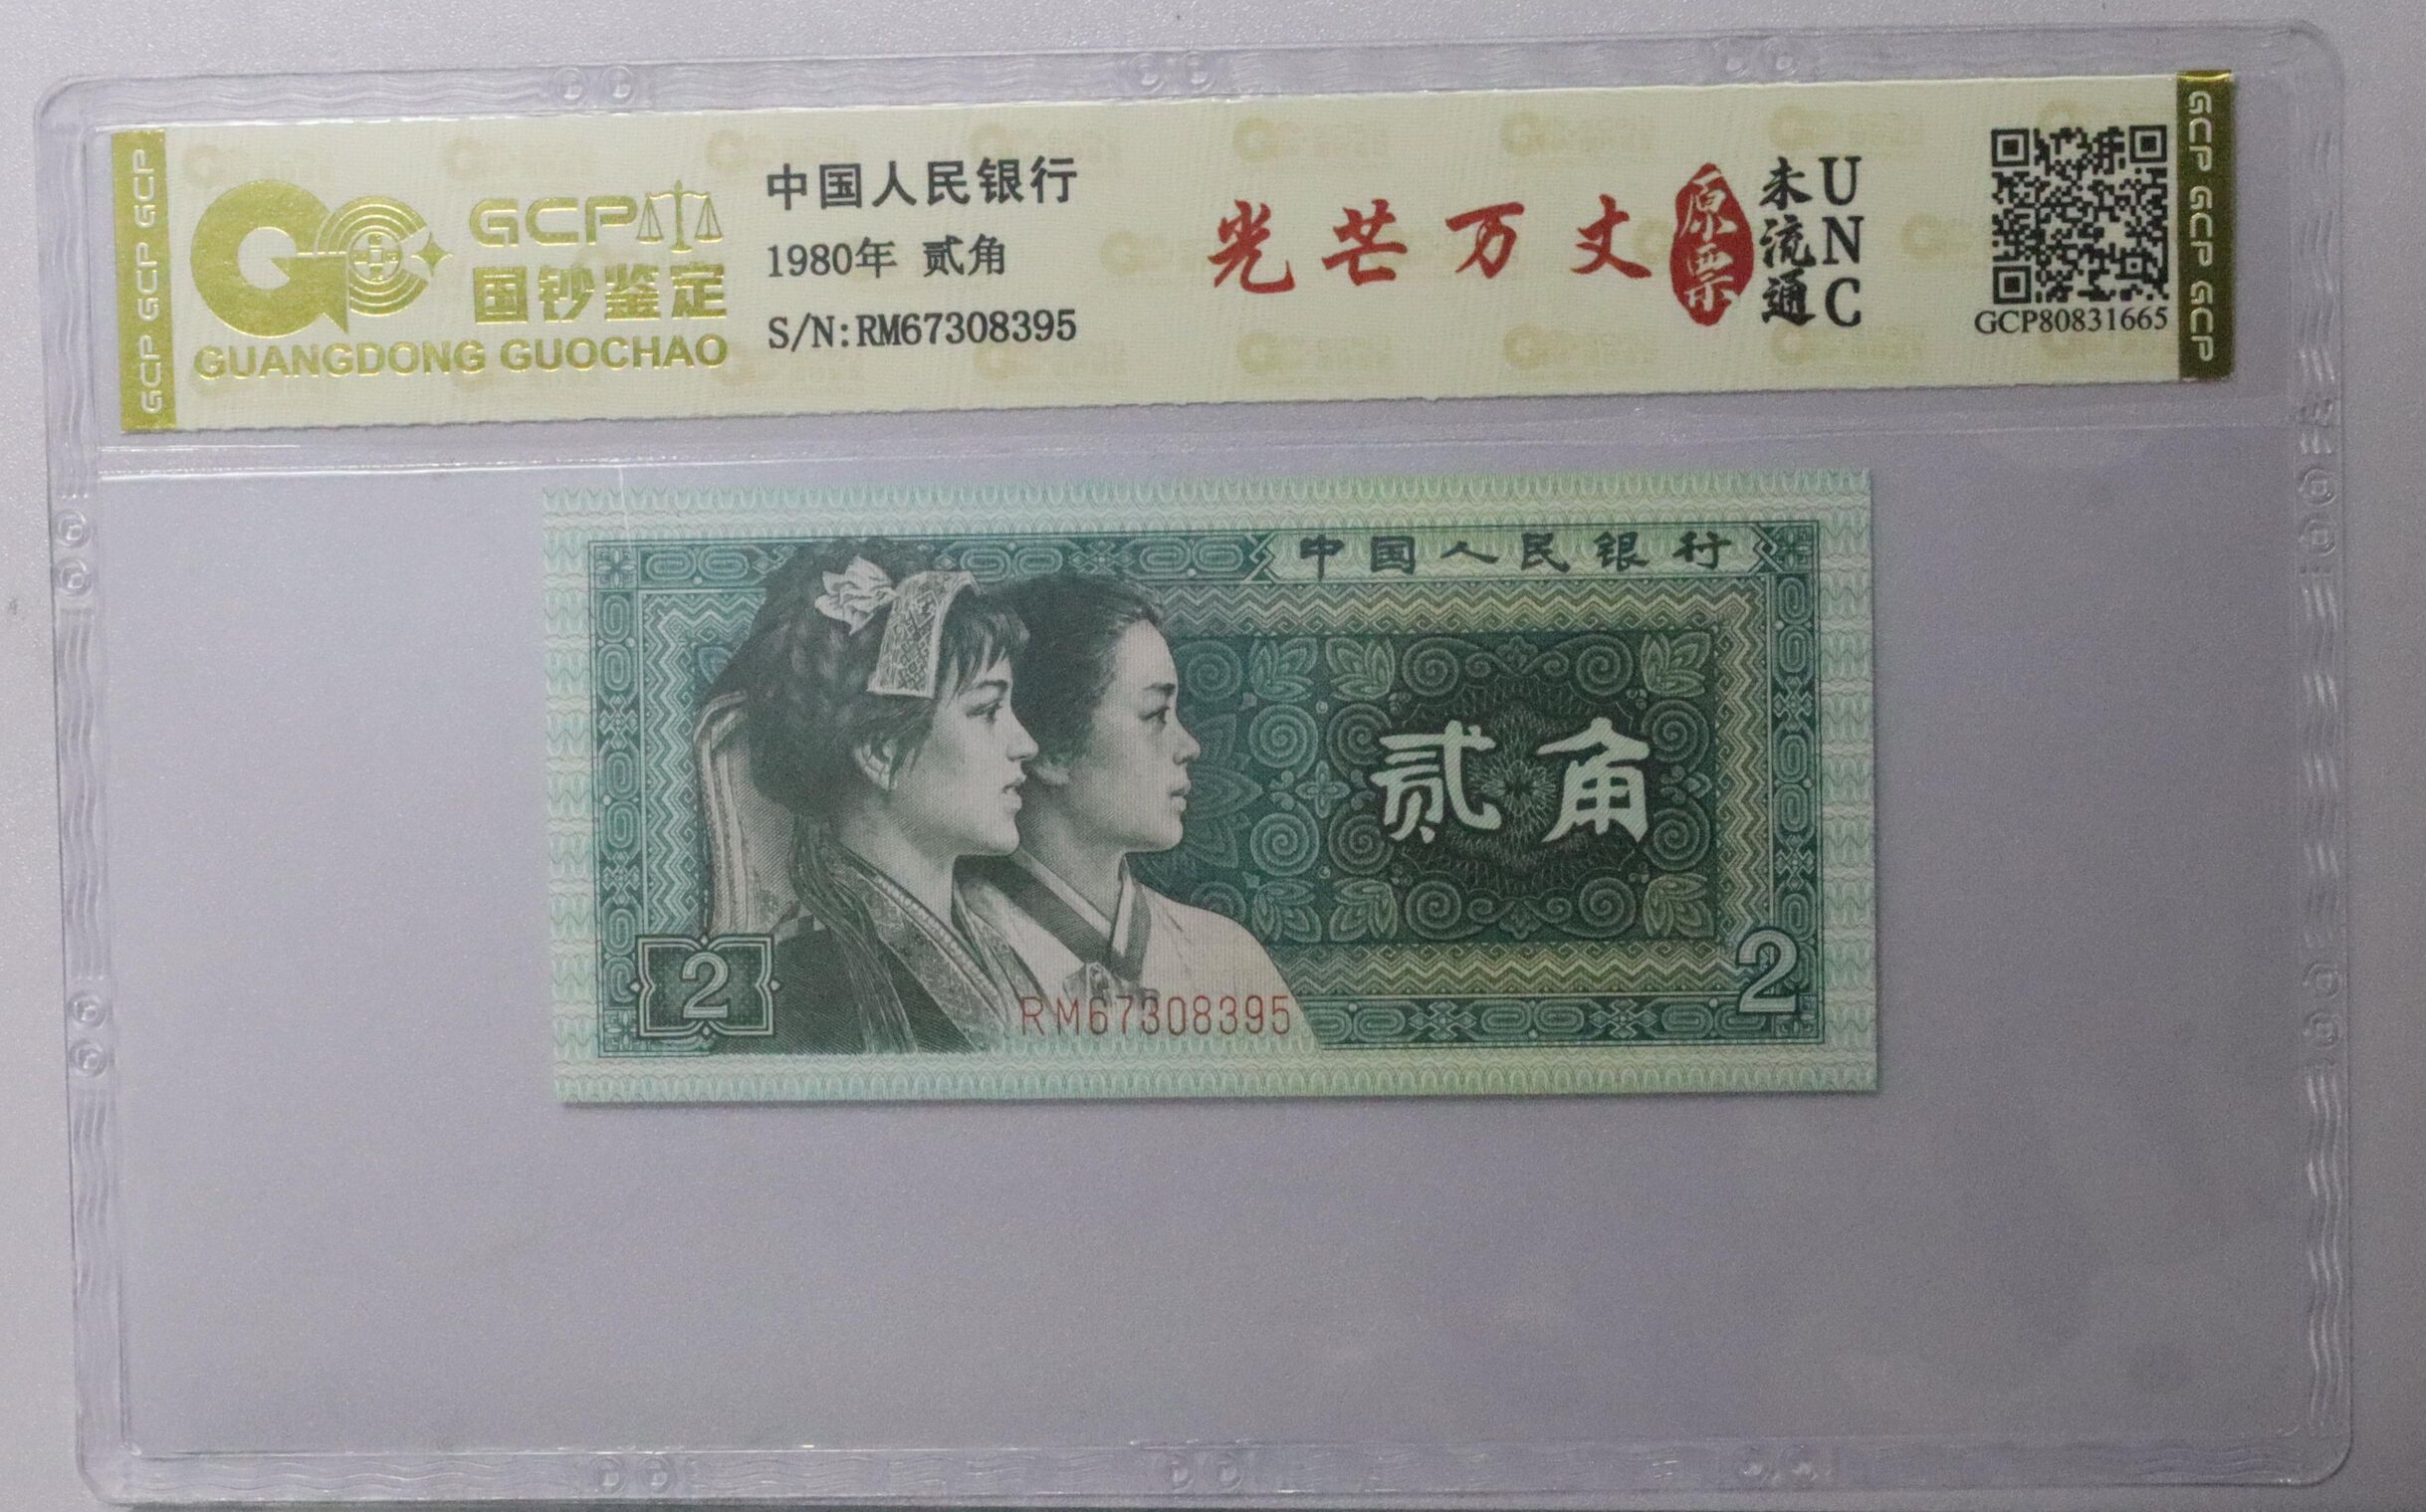 GCP GCP GCP
GCP
国钞鉴定
GUANGDONG GUOCHAO
中国人民银行
1980年 贰角
S/N:RM67308395
光芒万丈
原票
未流通
UNC
GCP80831665
GCP GCP GCP
中国人民银行
贰角
2
2
RM67308395